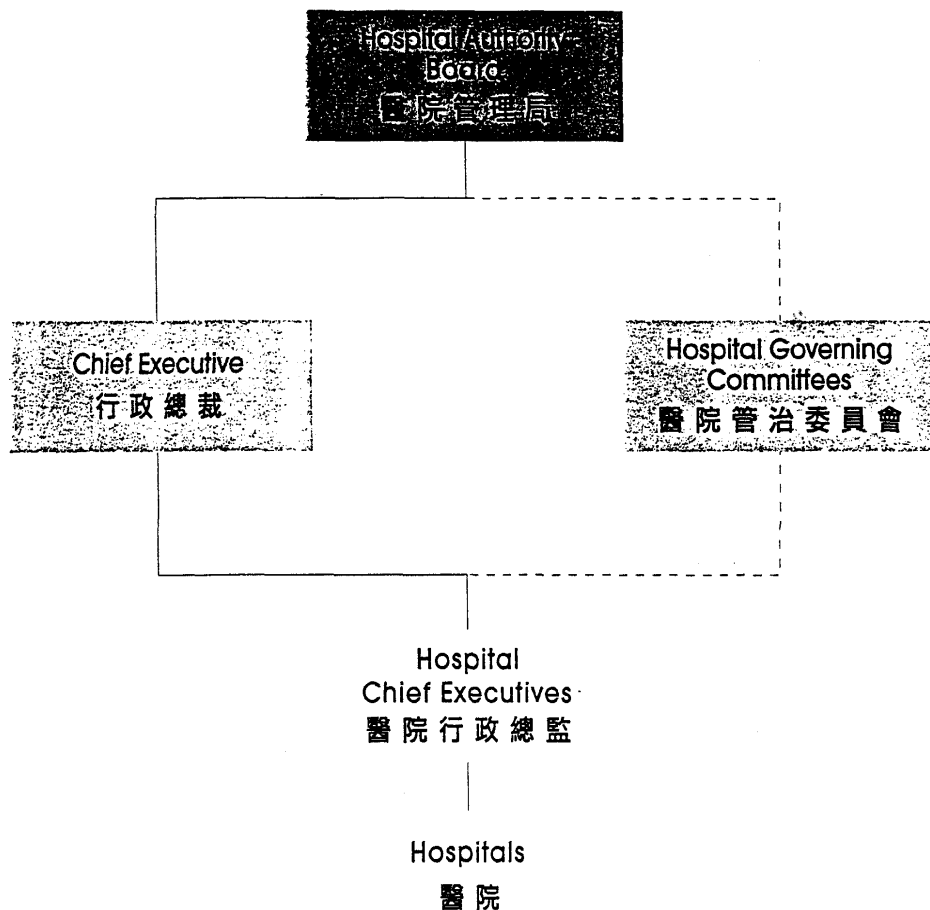 Hospital Authority
Board
醫院管理局
Chief Executive
行政總裁
Hospital Governing
Committees
醫院管治委員會
Hospital
Chief Executives
醫院行政總監
Hospitals
醫院